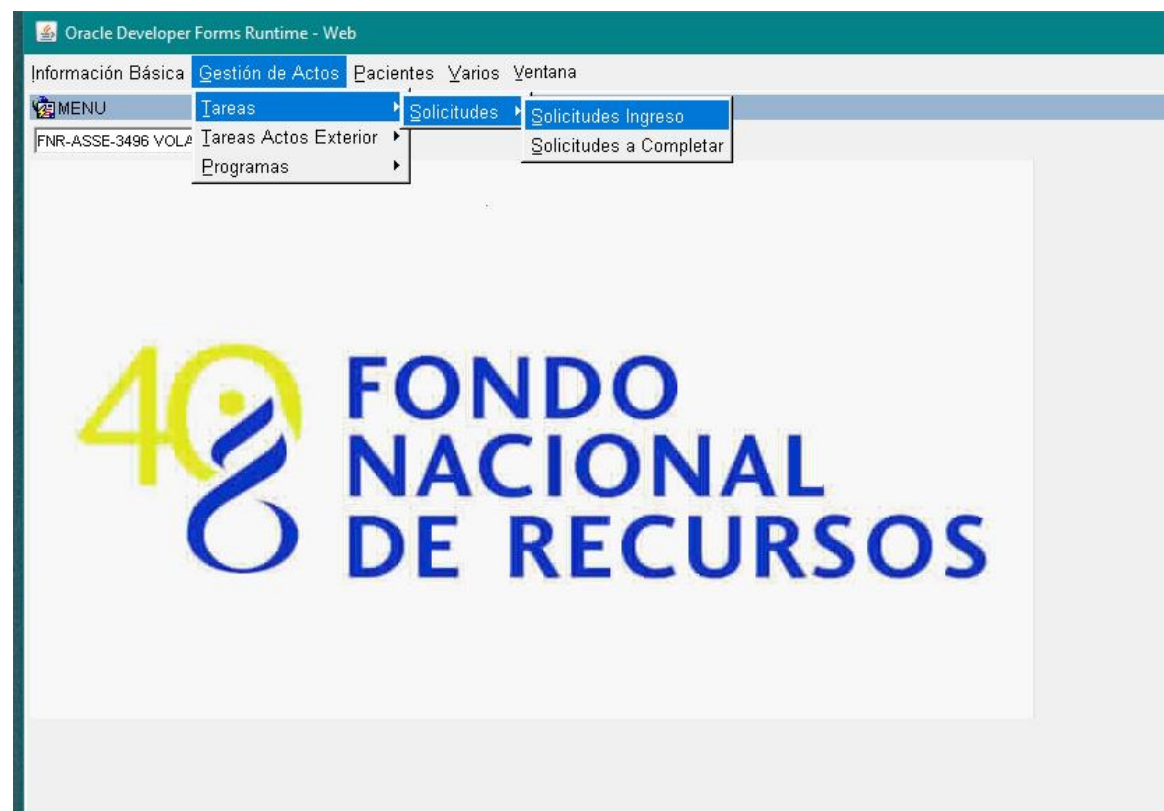 Oracle Developer Forms Runtime - Web
Información Básica Gestión de Actos Pacientes Varios Ventana
MENU
Tareas
Solicitudes
Solicitudes Ingreso
FNR-ASSE-3496
Tareas Actos Exterior
Solicitudes a Completar
Programas
40
FONDO
NACIONAL
DE RECURSOS